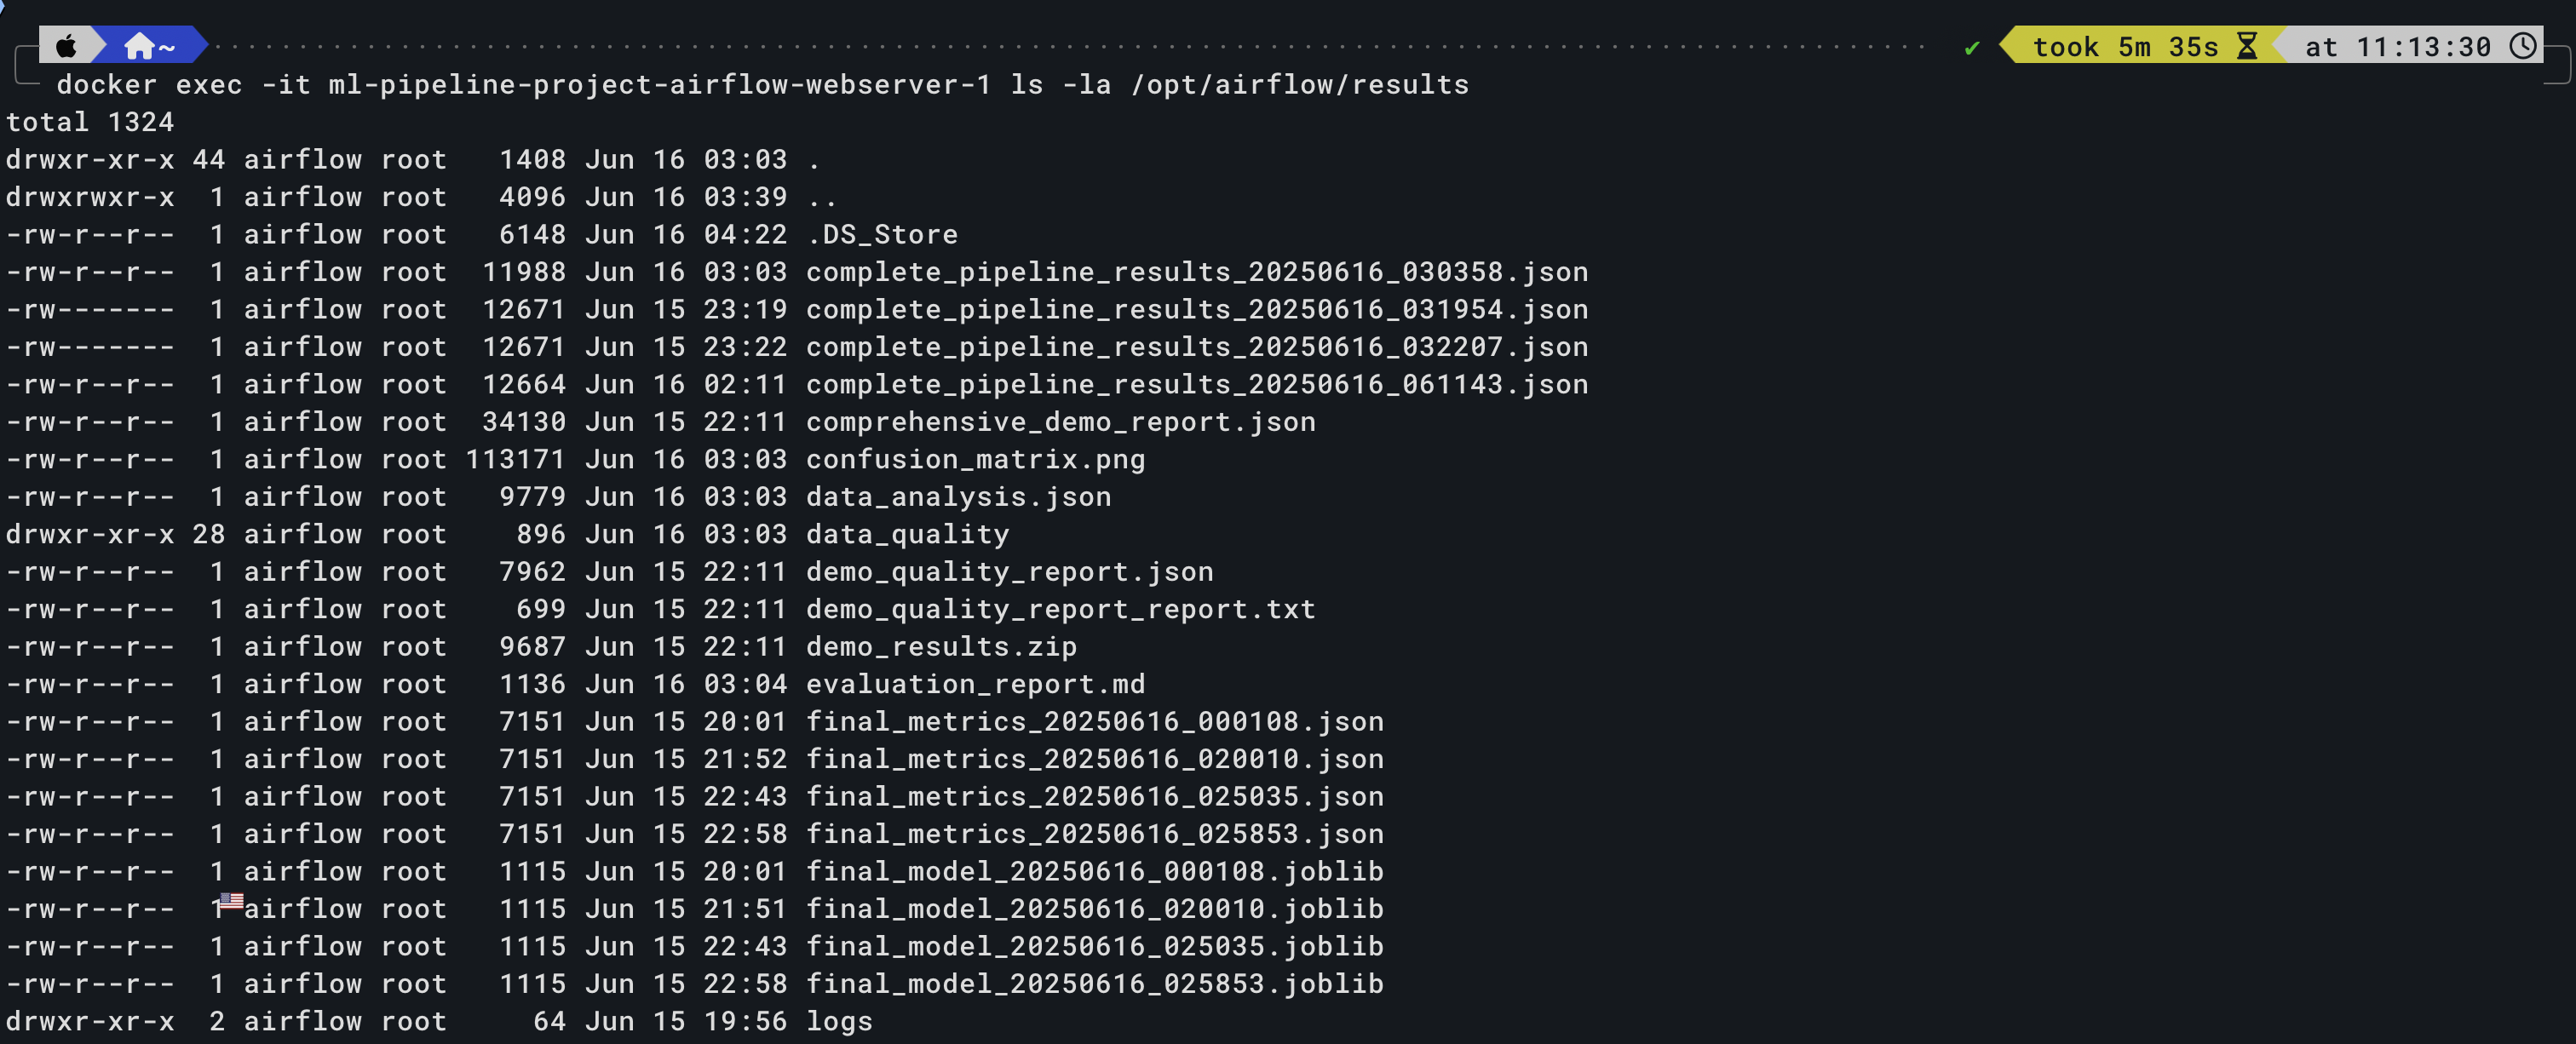 ~ took 5m 35s at 11:13:30
docker exec -it ml-pipeline-project-airflow-webserver-1 ls -la /opt/airflow/results
total 1324
drwxr-xr-x 44 airflow root   1408 Jun 16 03:03 .
drwxrwxr-x  1 airflow root   4096 Jun 16 03:39 ..
-rw-r--r--  1 airflow root   6148 Jun 16 04:22 .DS_Store
-rw-r--r--  1 airflow root  11988 Jun 16 03:03 complete_pipeline_results_20250616_030358.json
-rw-------  1 airflow root  12671 Jun 15 23:19 complete_pipeline_results_20250616_031954.json
-rw-------  1 airflow root  12671 Jun 15 23:22 complete_pipeline_results_20250616_032207.json
-rw-r--r--  1 airflow root  12664 Jun 16 02:11 complete_pipeline_results_20250616_061143.json
-rw-r--r--  1 airflow root  34130 Jun 15 22:11 comprehensive_demo_report.json
-rw-r--r--  1 airflow root 113171 Jun 16 03:03 confusion_matrix.png
-rw-r--r--  1 airflow root   9779 Jun 16 03:03 data_analysis.json
drwxr-xr-x 28 airflow root    896 Jun 16 03:03 data_quality
-rw-r--r--  1 airflow root   7962 Jun 15 22:11 demo_quality_report.json
-rw-r--r--  1 airflow root    699 Jun 15 22:11 demo_quality_report_report.txt
-rw-r--r--  1 airflow root   9687 Jun 15 22:11 demo_results.zip
-rw-r--r--  1 airflow root   1136 Jun 16 03:04 evaluation_report.md
-rw-r--r--  1 airflow root   7151 Jun 15 20:01 final_metrics_20250616_000108.json
-rw-r--r--  1 airflow root   7151 Jun 15 21:52 final_metrics_20250616_020010.json
-rw-r--r--  1 airflow root   7151 Jun 15 22:43 final_metrics_20250616_025035.json
-rw-r--r--  1 airflow root   7151 Jun 15 22:58 final_metrics_20250616_025853.json
-rw-r--r--  1 airflow root   1115 Jun 15 20:01 final_model_20250616_000108.joblib
-rw-r--r--  1 airflow root   1115 Jun 15 21:51 final_model_20250616_020010.joblib
-rw-r--r--  1 airflow root   1115 Jun 15 22:43 final_model_20250616_025035.joblib
-rw-r--r--  1 airflow root   1115 Jun 15 22:58 final_model_20250616_025853.joblib
drwxr-xr-x  2 airflow root     64 Jun 15 19:56 logs